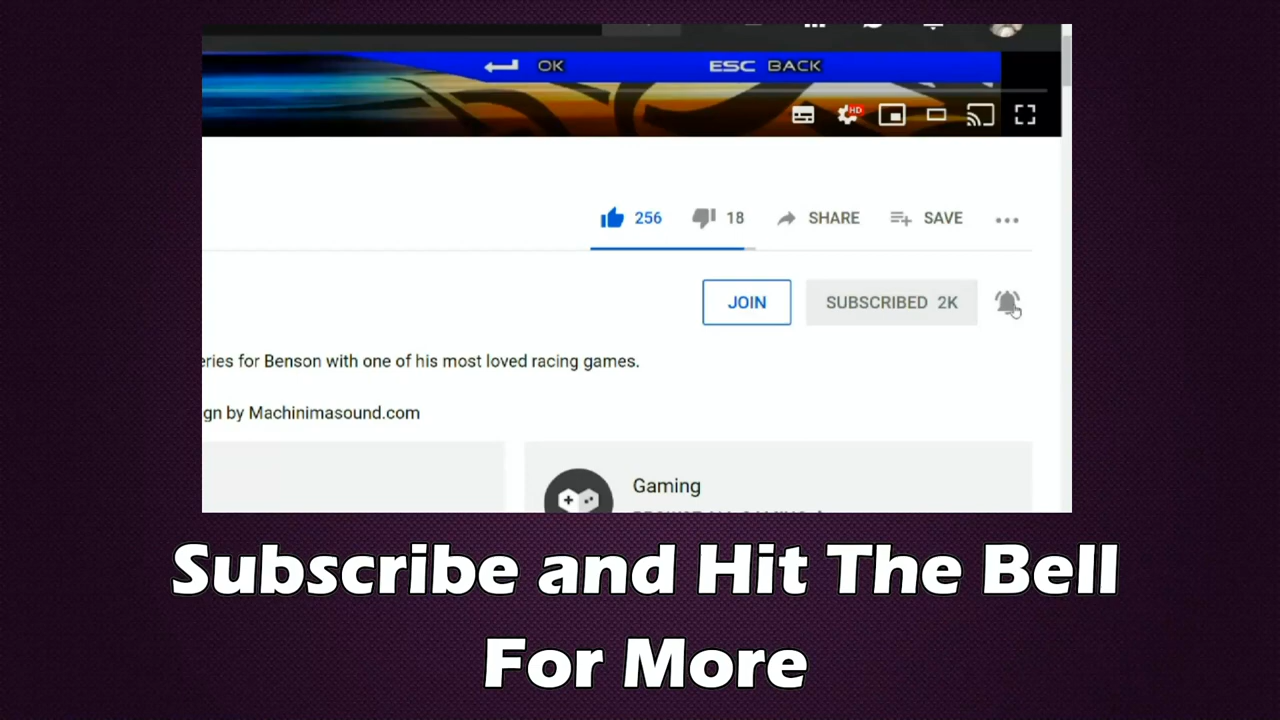 OK ESC BACK
HD
256 18 SHARE SAVE
JOIN SUBSCRIBED 2K
eries for Benson with one of his most loved racing games.
gn by Machinimasound.com
Gaming
Subscribe and Hit The Bell
For More